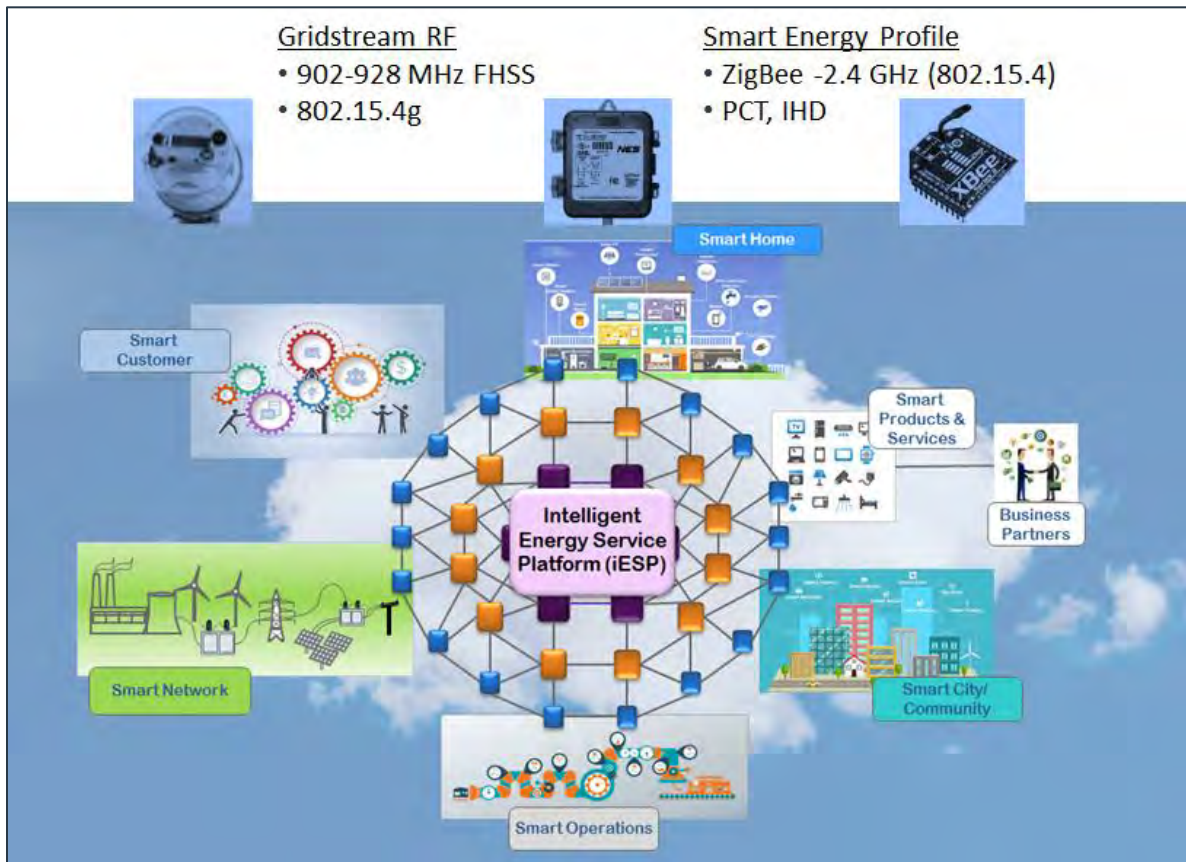 Gridstream RF
• 902-928 MHz FHSS
• 802.15.4g
Smart Energy Profile
• ZigBee -2.4 GHz (802.15.4)
• PCT, IHD
NES
XBee
Smart Home
Smart
Customer
Smart
Products &
Services
TV
Business
Partners
Intelligent
Energy Service
Platform (iESP)
Smart Network
Smart City/
Community
Smart Operations